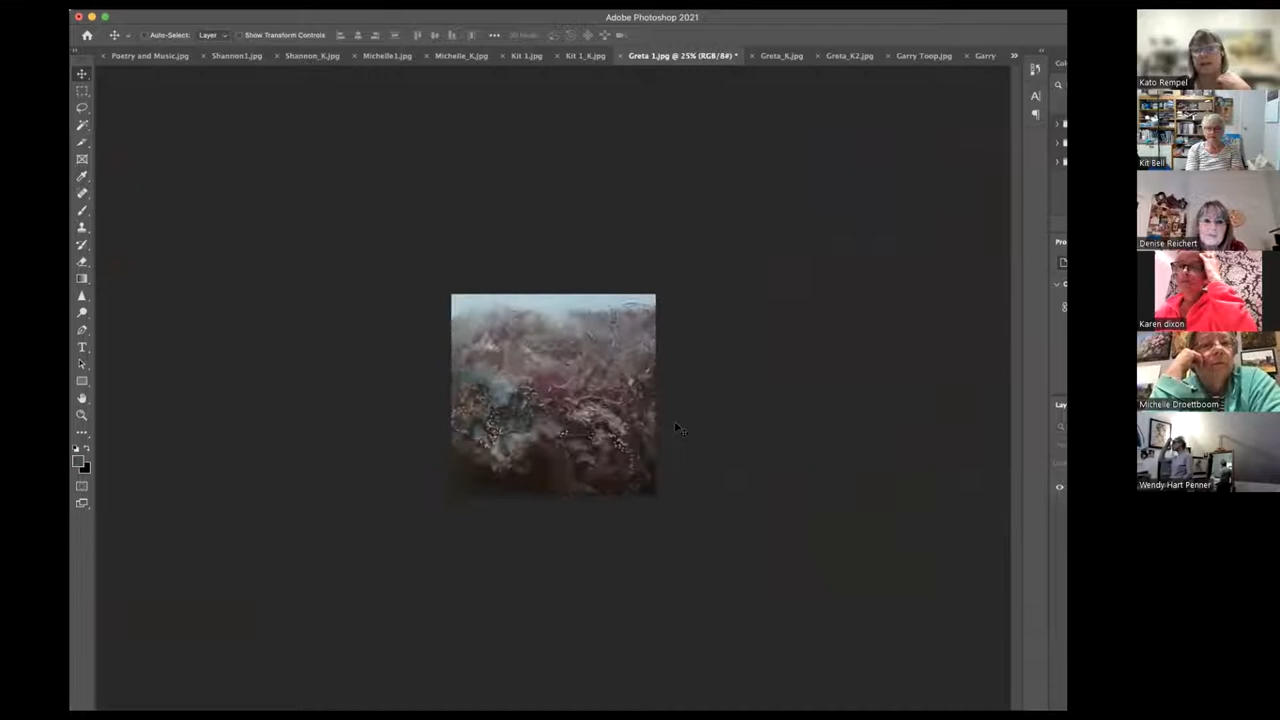 Adobe Photoshop 2021
Auto-Select: Layer Show Transform Controls
Poetry and Music.jpg Shannon1.jpg Shannon_K.jpg Michelle1.jpg Michelle_K.jpg Kit 1.jpg Kit 1_K.jpg Greta 1.jpg @ 25% (RGB/8#) * Greta_K.jpg Greta_K2.jpg Garry Toop.jpg Garry
Kato Rempel
Kit Bell
Denise Reichert
Karen dixon
Michelle Droettboom
Wendy Hart Penner